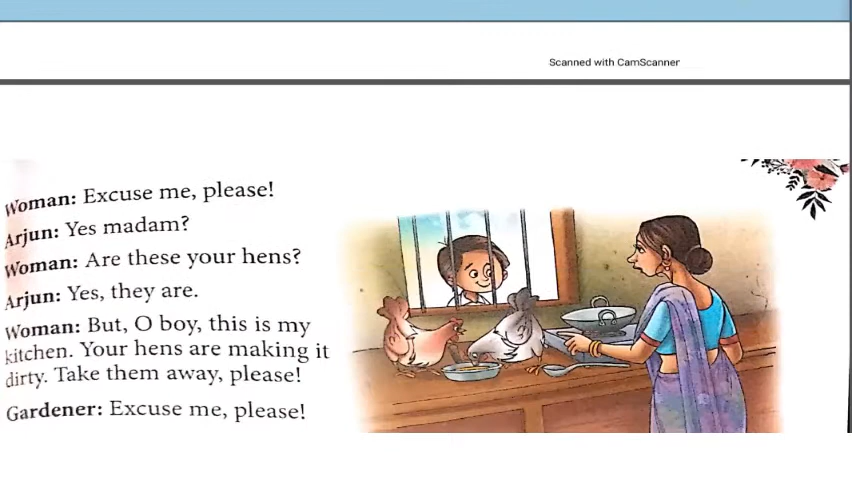 Scanned with CamScanner
Woman: Excuse me, please!
Arjun: Yes madam?
Woman: Are these your hens?
Arjun: Yes, they are.
Woman: But, O boy, this is my
kitchen. Your hens are making it
dirty. Take them away, please!
Gardener: Excuse me, please!